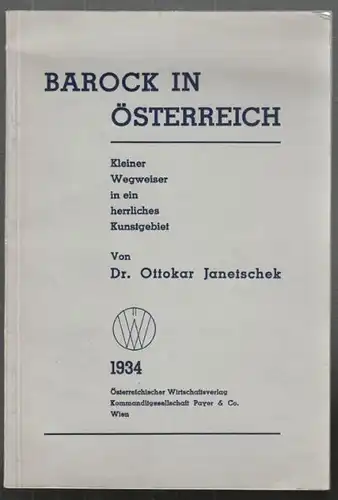 BAROCK IN
ÖSTERREICH
Kleiner
Wegweiser
in ein
herrliches
Kunstgebiet
Von
Dr. Ottokar Janetschek
W
1934
Österreichischer Wirtschaftsverlag
Kommanditgesellschaft Payer & Co.
Wien